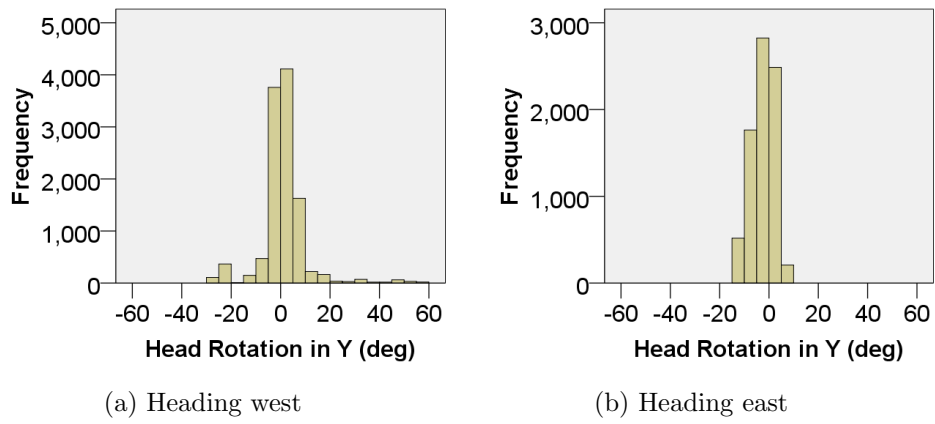 5,000
4,000
3,000
2,000
1,000
0
Frequency
-60 -40 -20 0 20 40 60
Head Rotation in Y (deg)
(a) Heading west
3,000
2,000
1,000
0
Frequency
-60 -40 -20 0 20 40 60
Head Rotation in Y (deg)
(b) Heading east